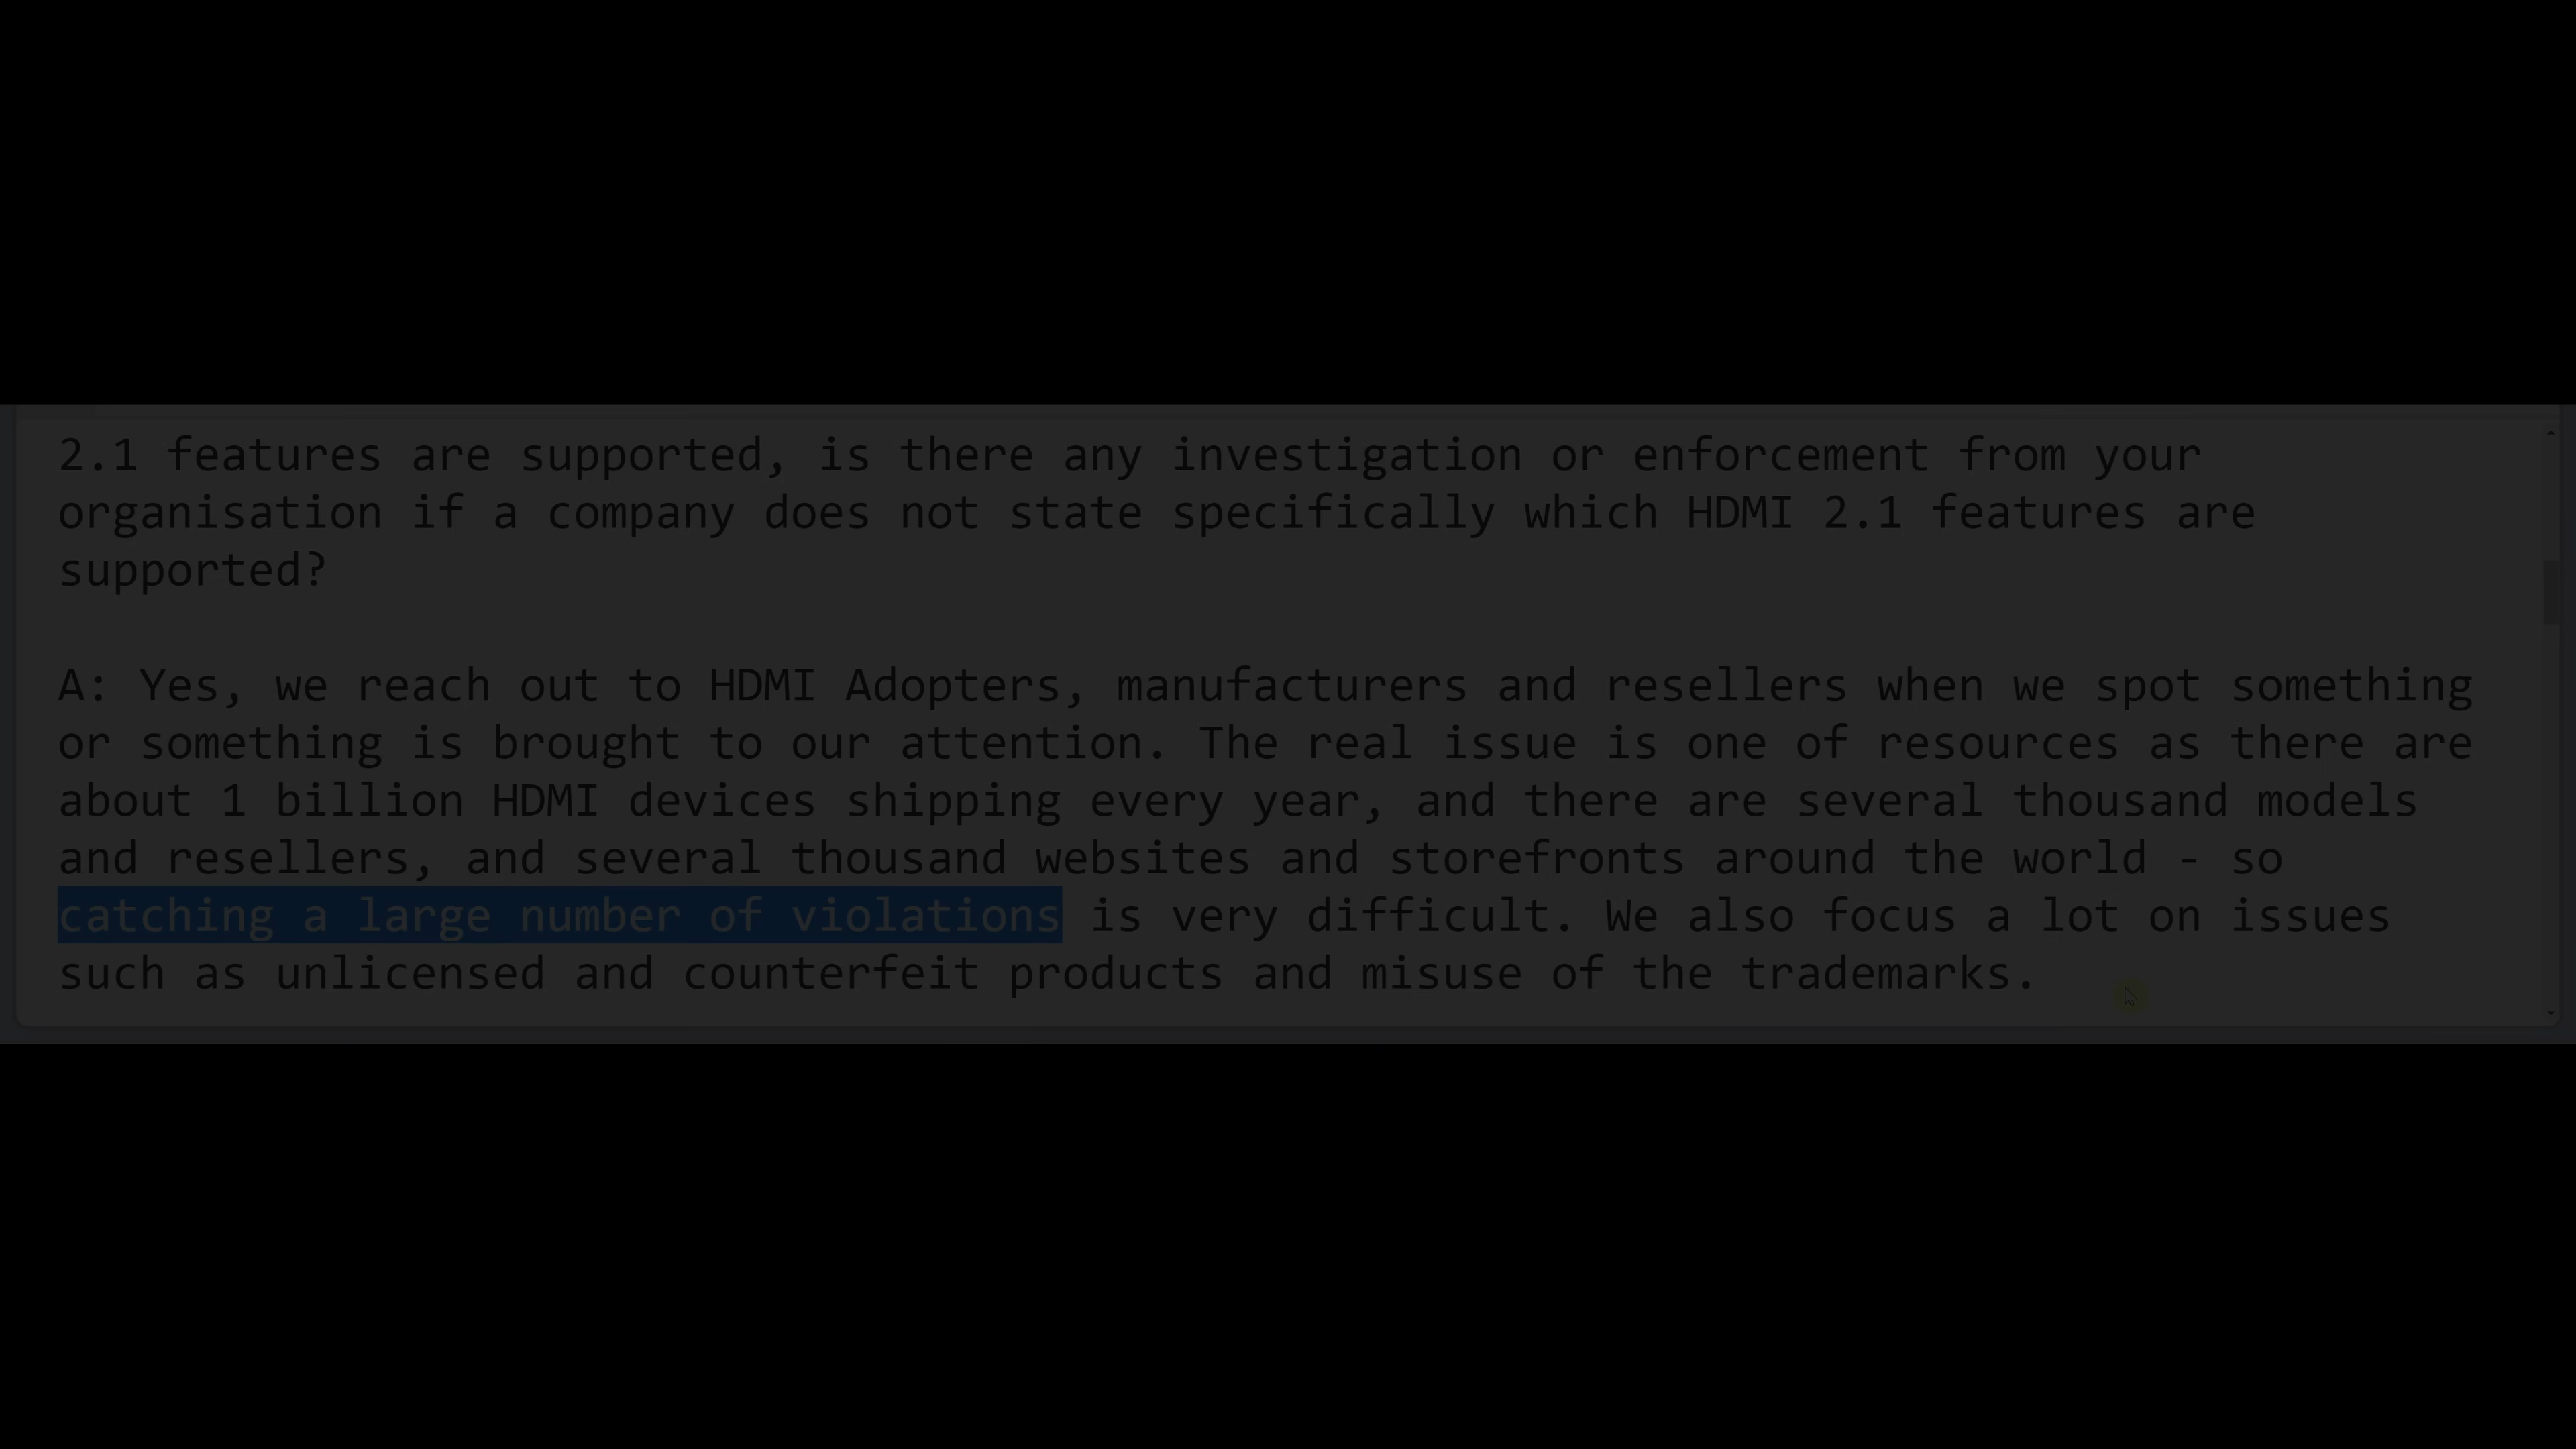 2.1 features are supported, is there any investigation or enforcement from your
organisation if a company does not state specifically which HDMI 2.1 features are
supported?
A: Yes, we reach out to HDMI Adopters, manufacturers and resellers when we spot something
or something is brought to our attention. The real issue is one of resources as there are
about 1 billion HDMI devices shipping every year, and there are several thousand models
and resellers, and several thousand websites and storefronts around the world - so
catching a large number of violations is very difficult. We also focus a lot on issues
such as unlicensed and counterfeit products and misuse of the trademarks.